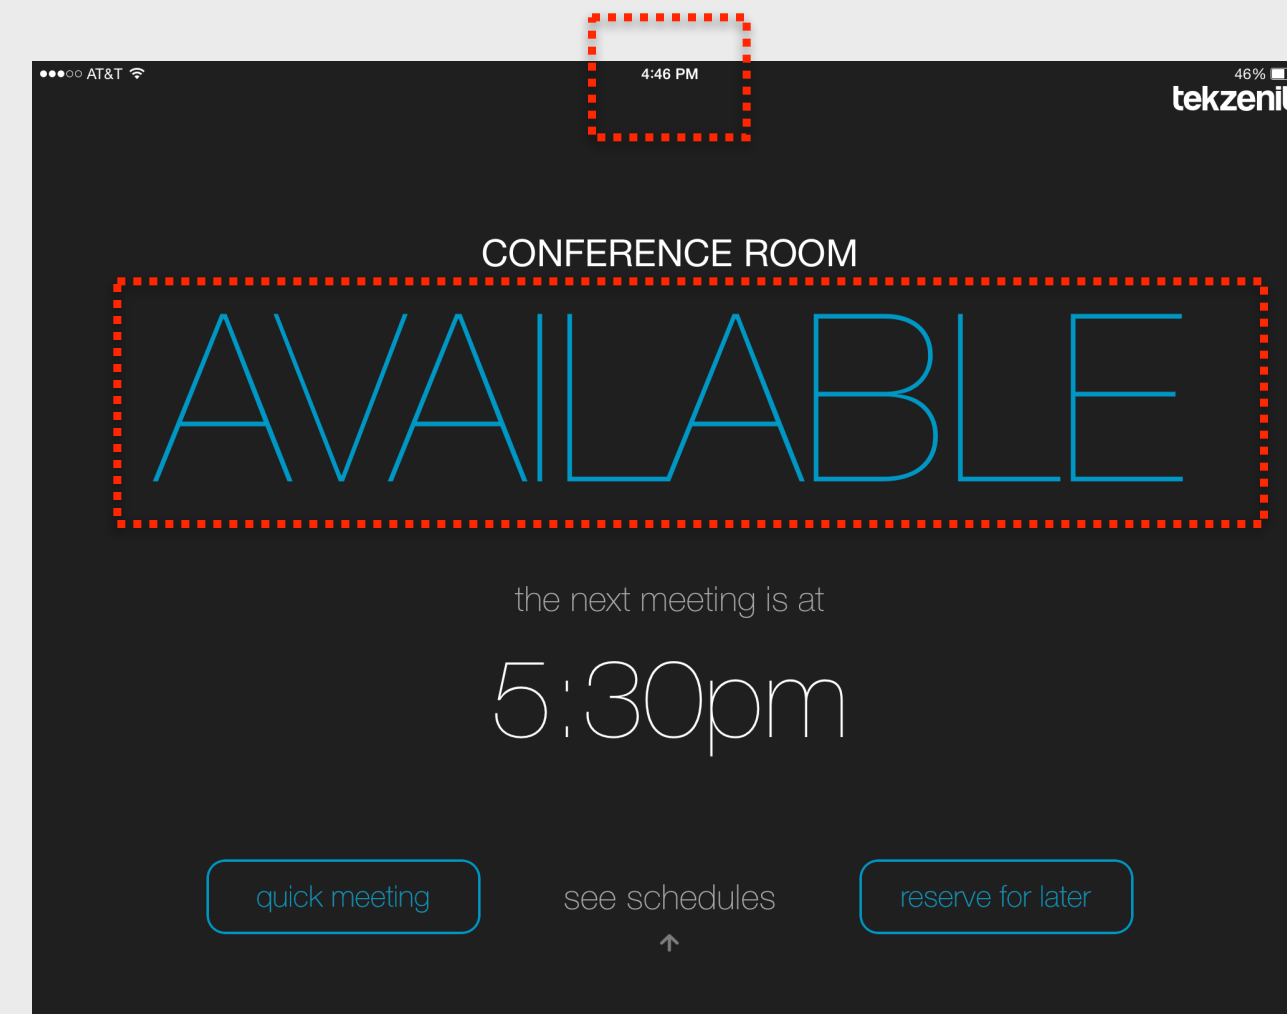 AT&T 4:46 PM 46%
tekzenit
CONFERENCE ROOM
AVAILABLE
the next meeting is at
5:30pm
quick meeting see schedules reserve for later